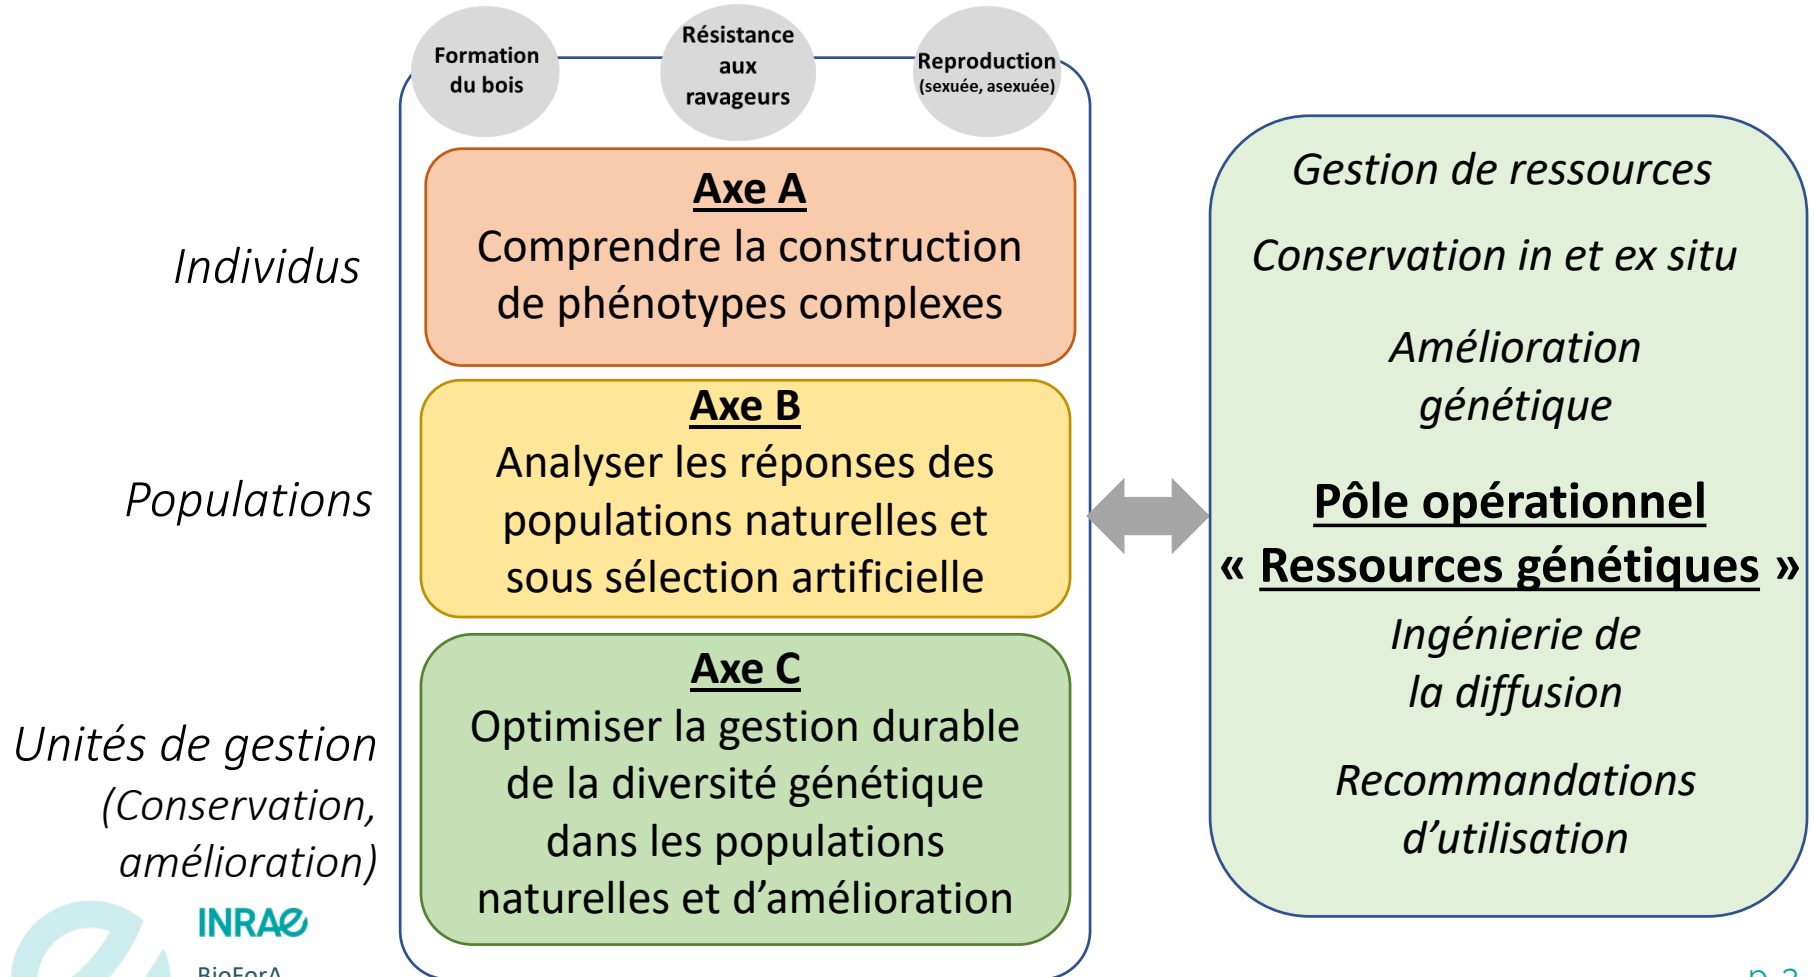 Formation
du bois
Résistance
aux
ravageurs
Reproduction
(sexuée, asexuée)
Individus
Axe A
Comprendre la construction
de phénotypes complexes
Populations
Axe B
Analyser les réponses des
populations naturelles et
sous sélection artificielle
Unités de gestion
(Conservation,
amélioration)
Axe C
Optimiser la gestion durable
de la diversité génétique
dans les populations
naturelles et d’amélioration
Gestion de ressources
Conservation in et ex situ
Amélioration
génétique
Pôle opérationnel
« Ressources génétiques »
Ingénierie de
la diffusion
Recommandations
d’utilisation
INRAE
BioForA